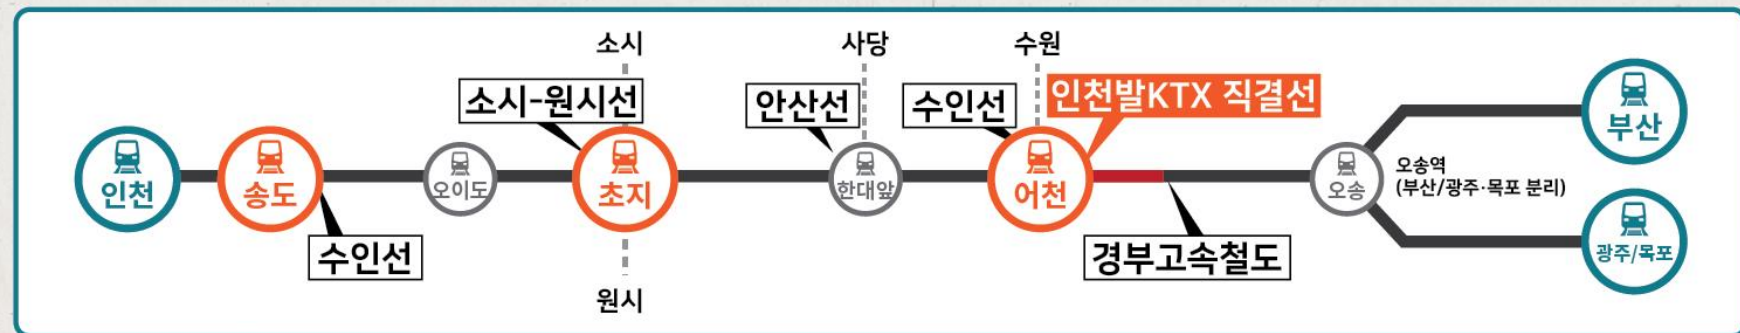 소시
사당
수원
소시-원시선
안산선
수인선
인천발KTX 직결선
인천
송도
오이도
초지
한대앞
어천
오송
오송역
(부산/광주·목포 분리)
부산
광주/목포
수인선
경부고속철도
원시